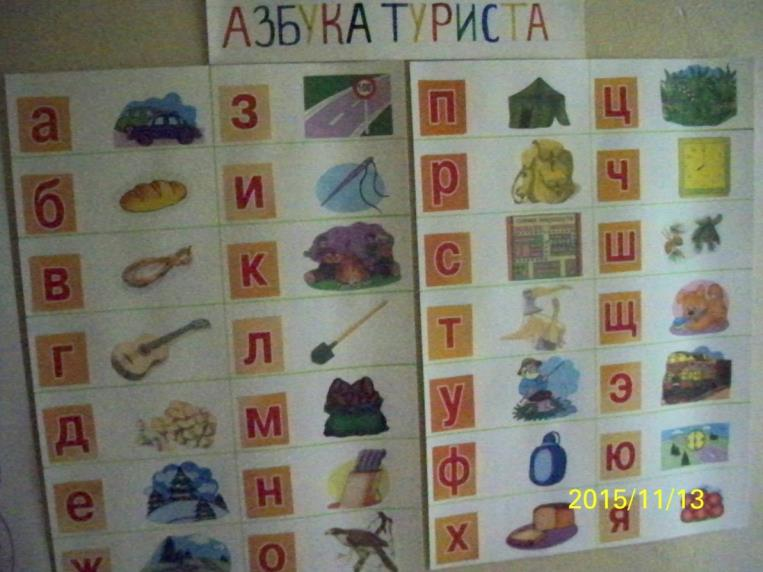 АЗБУКА ТУРИСТА
а з п ц
б и р ч
в к с ш
г л т щ
д м у э
е н ф ю
ж о х я
2015/11/13